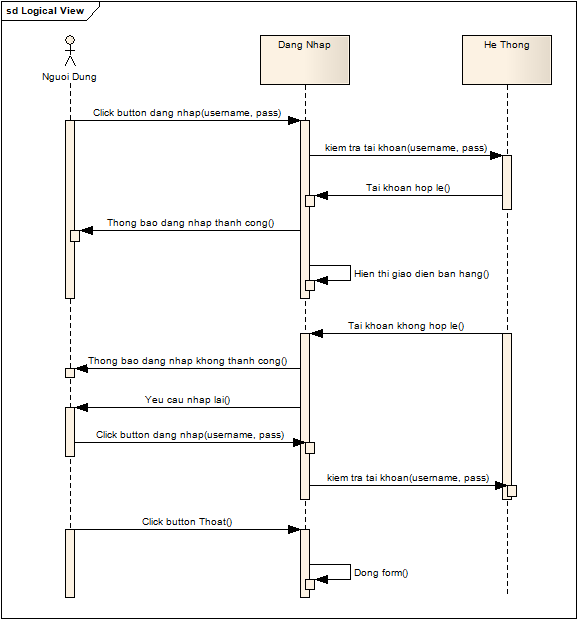 sd Logical View
Nguoi Dung
Dang Nhap
He Thong
Click button dang nhap(username, pass)
kiem tra tai khoan(username, pass)
Tai khoan hop le()
Thong bao dang nhap thanh cong()
Hien thi giao dien ban hang()
Tai khoan khong hop le()
Thong bao dang nhap khong thanh cong()
Yeu cau nhap lai()
Click button dang nhap(username, pass)
kiem tra tai khoan(username, pass)
Click button Thoat()
Dong form()